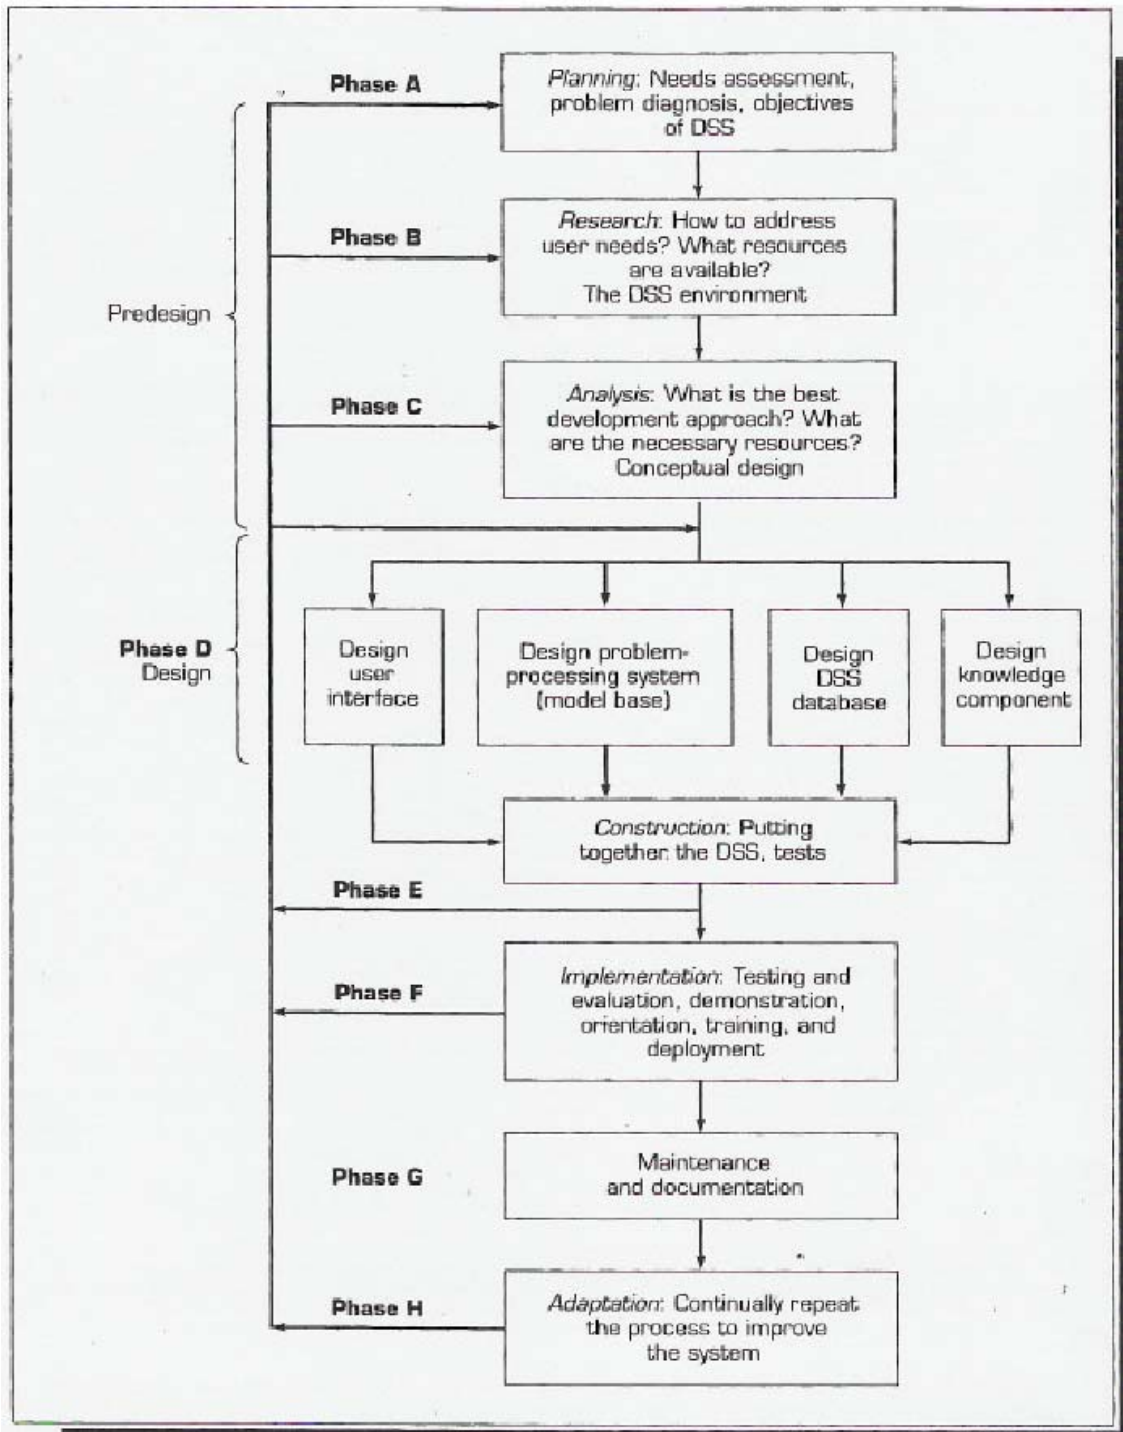 Phase A
Planning: Needs assessment,
problem diagnosis, objectives
of DSS
Phase B
Research: How to address
user needs? What resources
are available?
The DSS environment
Predesign
Phase C
Analysis: What is the best
development approach? What
are the necessary resources?
Conceptual design
Phase D
Design
Design
user
interface
Design problem-
processing system
(model base)
Design
DSS
database
Design
knowledge
component
Construction: Putting
together the DSS, tests
Phase E
Phase F
Implementation: Testing and
evaluation, demonstration,
orientation, training, and
deployment
Phase G
Maintenance
and documentation
Phase H
Adaptation: Continually repeat
the process to improve
the system